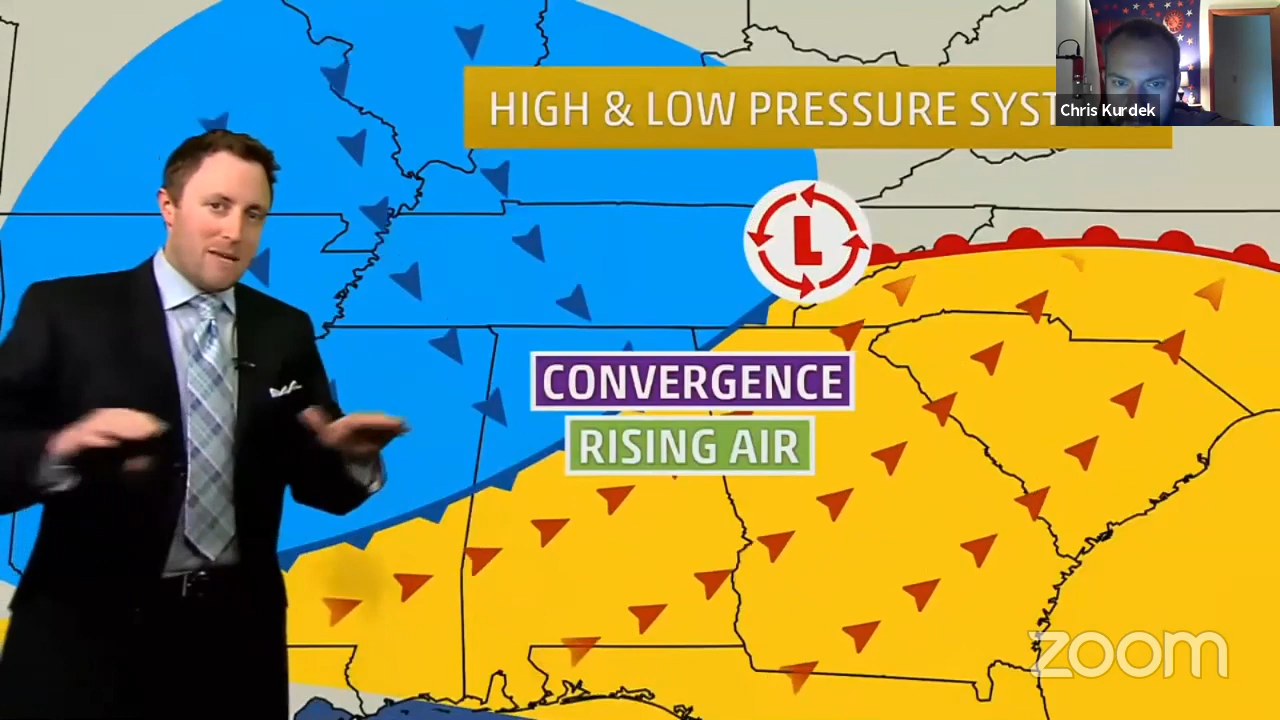 HIGH & LOW PRESSURE SYST
Chris Kurdek
L
CONVERGENCE
RISING AIR
zoom